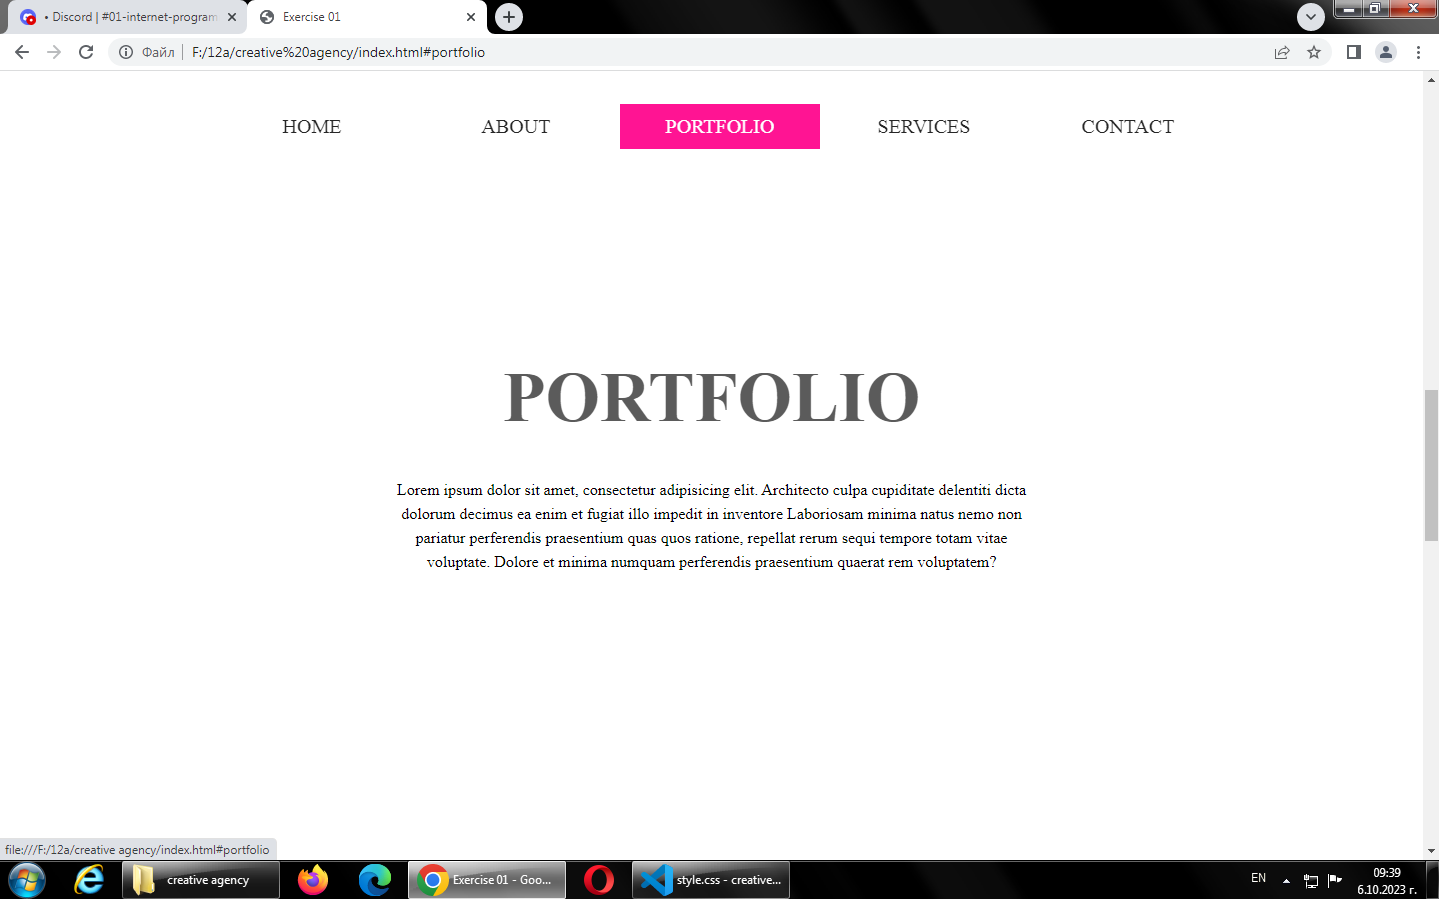 • Discord | #01-internet-program
Exercise 01
Файл
F:/12a/creative%20agency/index.html#portfolio
HOME
ABOUT
PORTFOLIO
SERVICES
CONTACT
PORTFOLIO
Lorem ipsum dolor sit amet, consectetur adipisicing elit. Architecto culpa cupiditate delentiti dicta
dolorum decimus ea enim et fugiat illo impedit in inventore Laboriosam minima natus nemo non
pariatur perferendis praesentium quas quos ratione, repellat rerum sequi tempore totam vitae
voluptate. Dolore et minima numquam perferendis praesentium quaerat rem voluptatem?
file:///F:/12a/creative agency/index.html#portfolio
creative agency
Exercise 01 - Goo...
style.css - creative...
EN
09:39
6.10.2023 г.